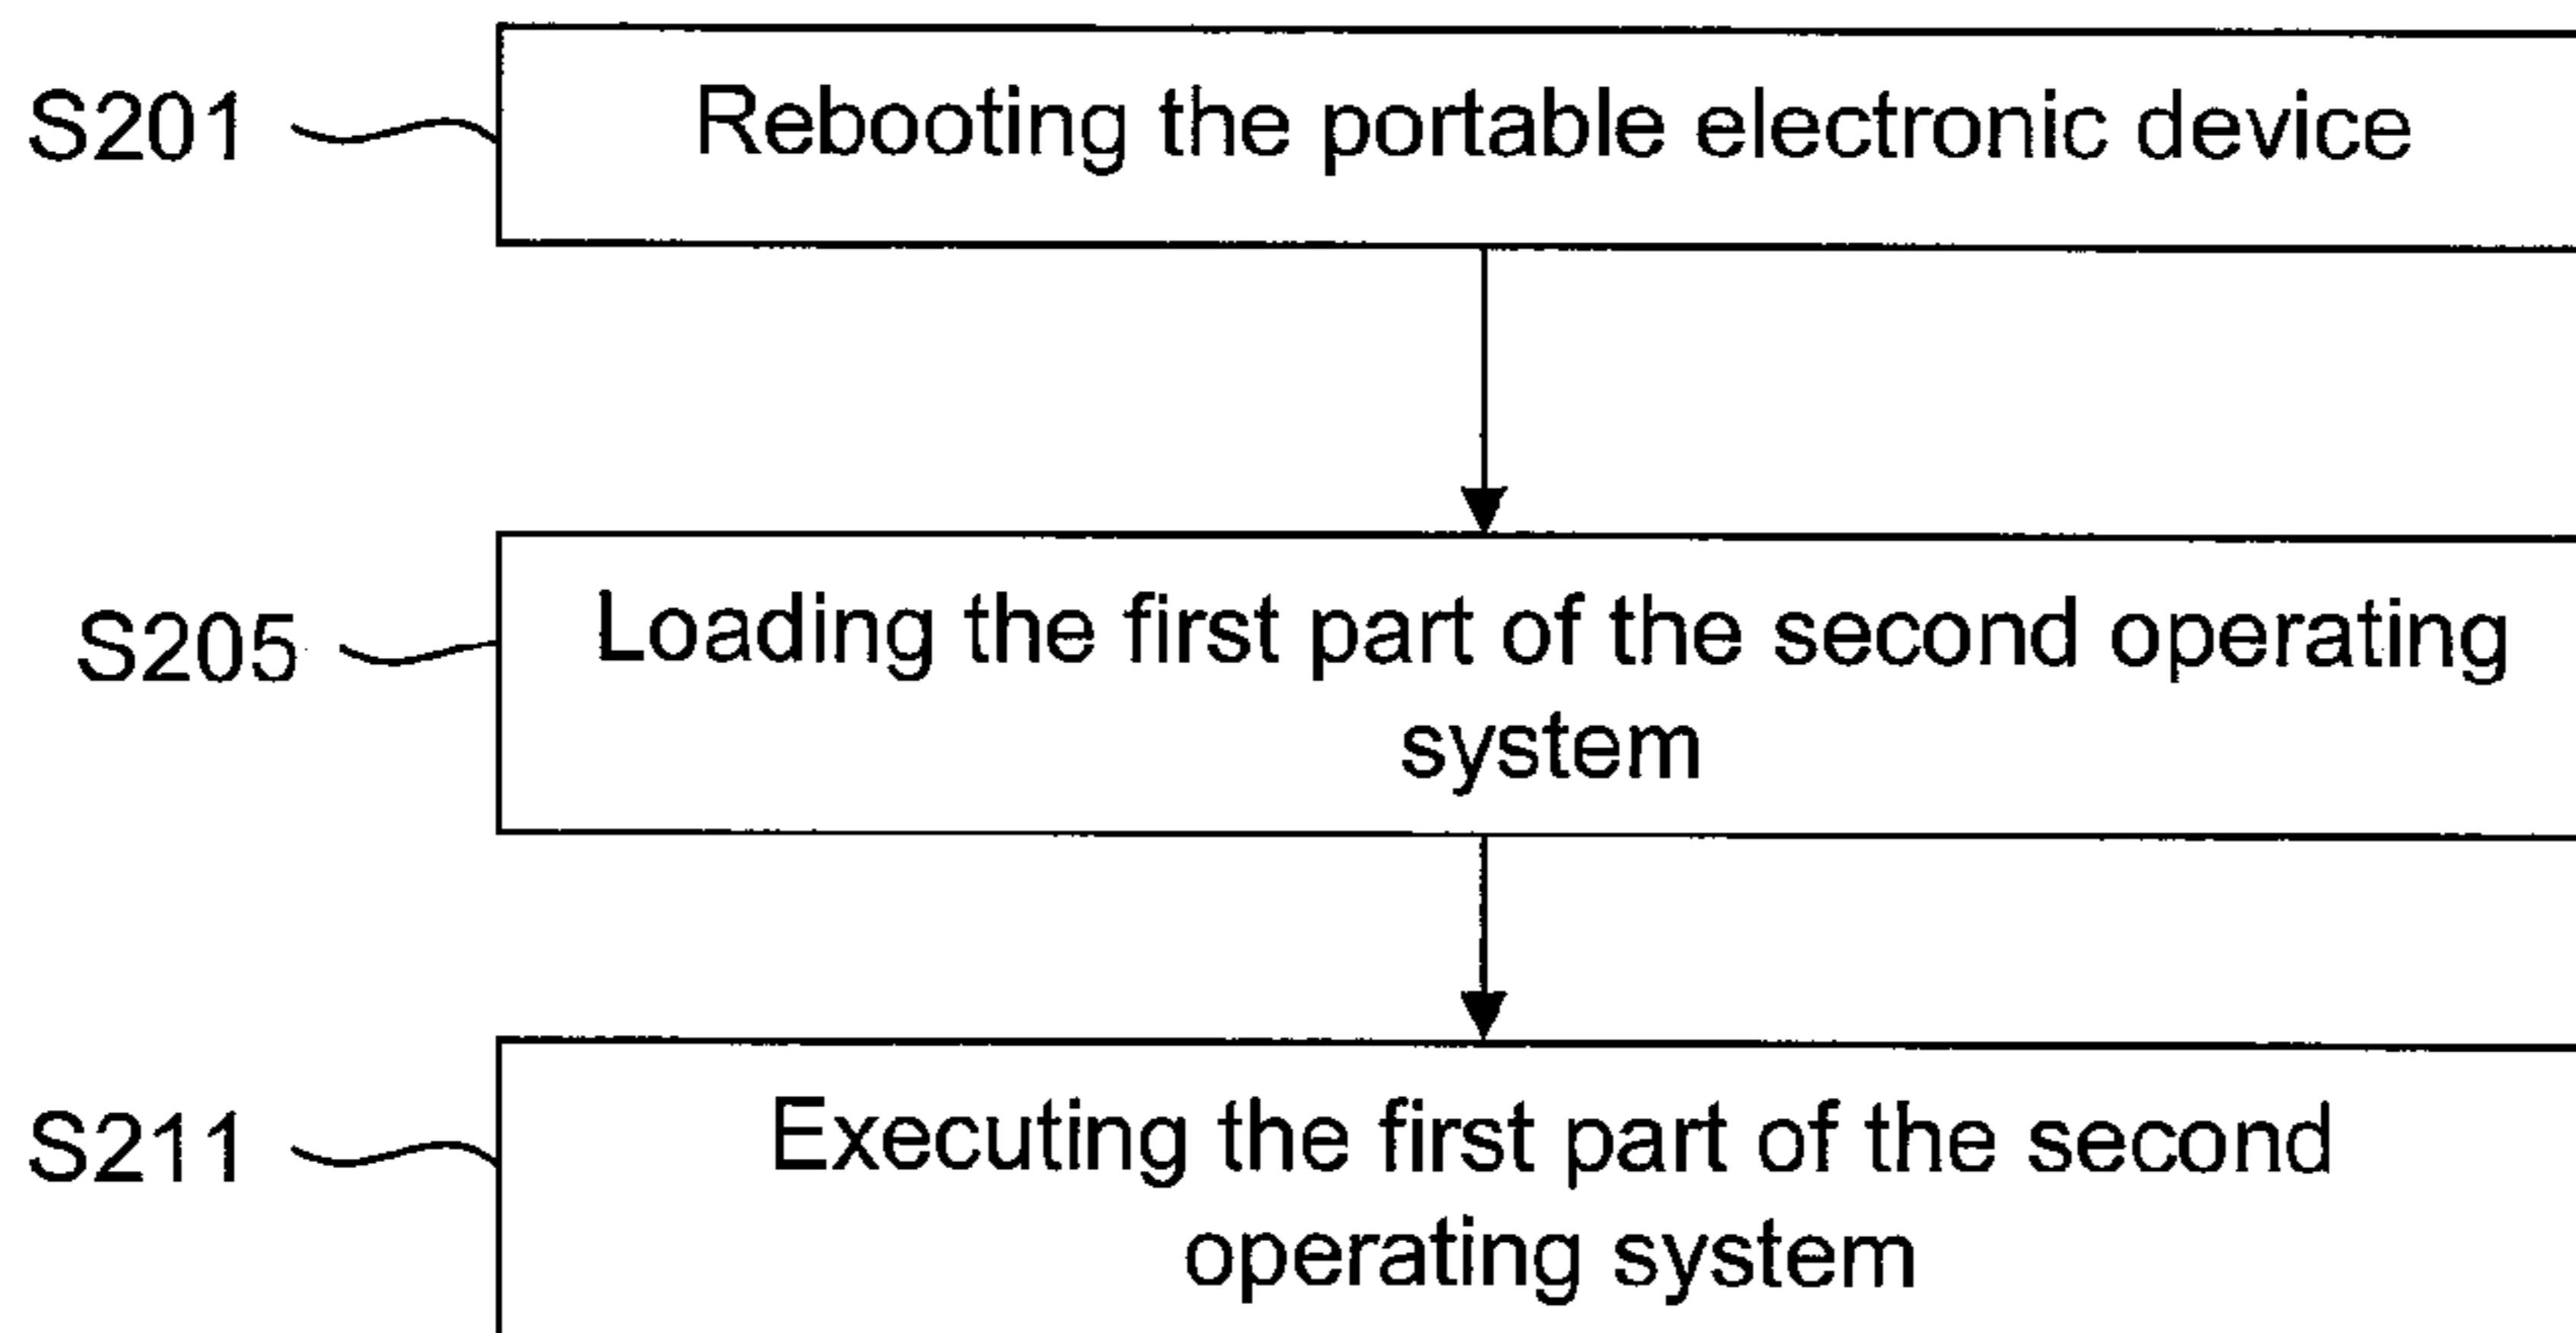 S201
Rebooting the portable electronic device
S205
Loading the first part of the second operating
system
S211
Executing the first part of the second
operating system